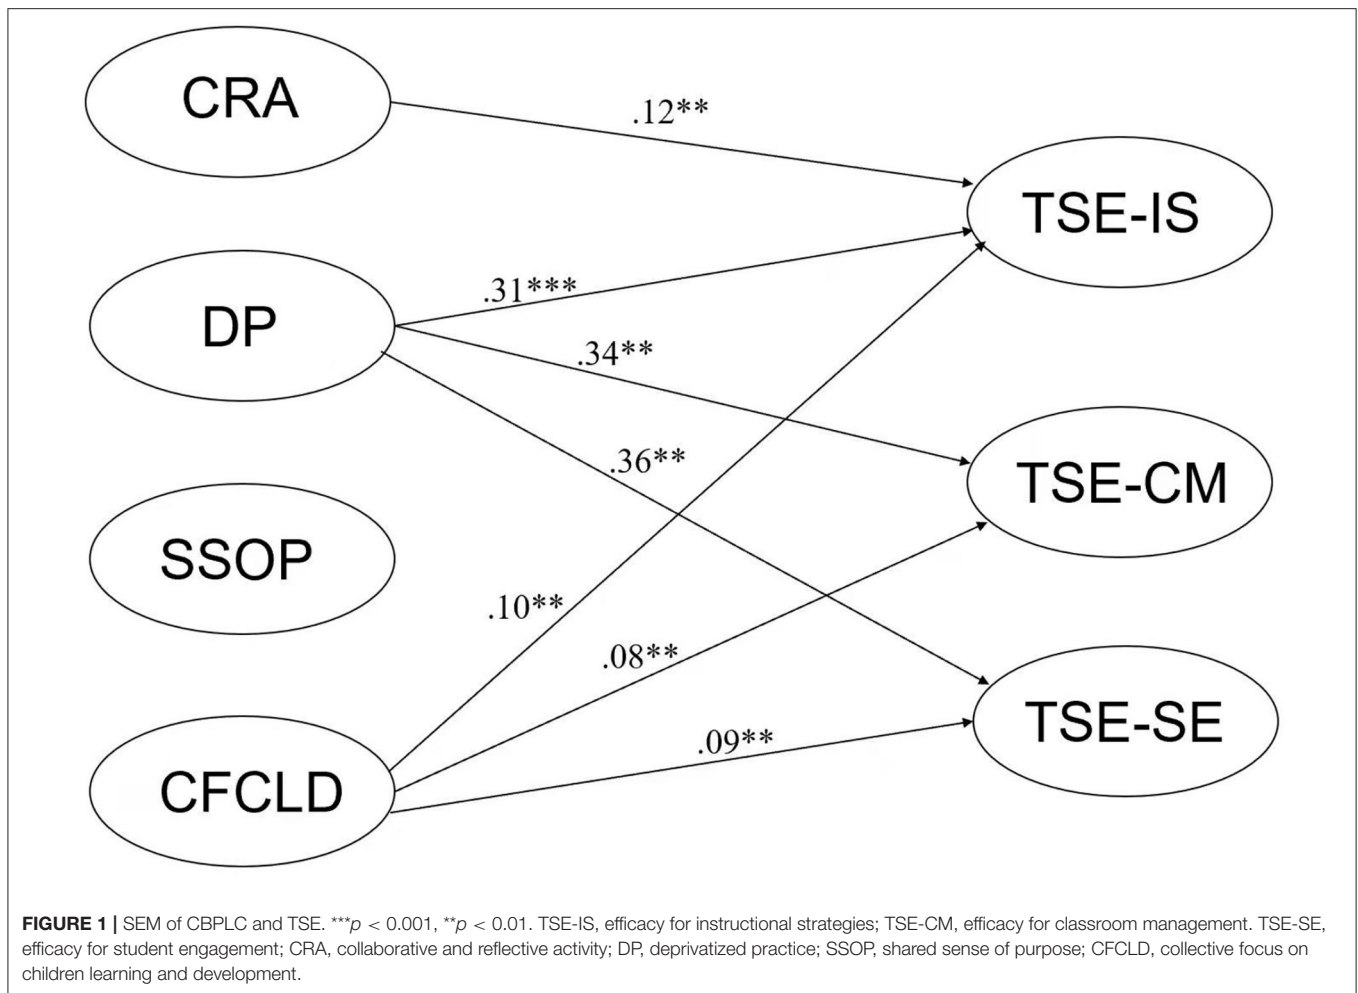 CRA
.12**
TSE-IS
DP
.31***
.34**
.36**
TSE-CM
SSOP
.10**
.08**
.09**
TSE-SE
CFCLD
FIGURE 1 | SEM of CBPLC and TSE. ***p < 0.001, **p < 0.01. TSE-IS, efficacy for instructional strategies; TSE-CM, efficacy for classroom management. TSE-SE,
efficacy for student engagement; CRA, collaborative and reflective activity; DP, deprivatized practice; SSOP, shared sense of purpose; CFCLD, collective focus on
children learning and development.